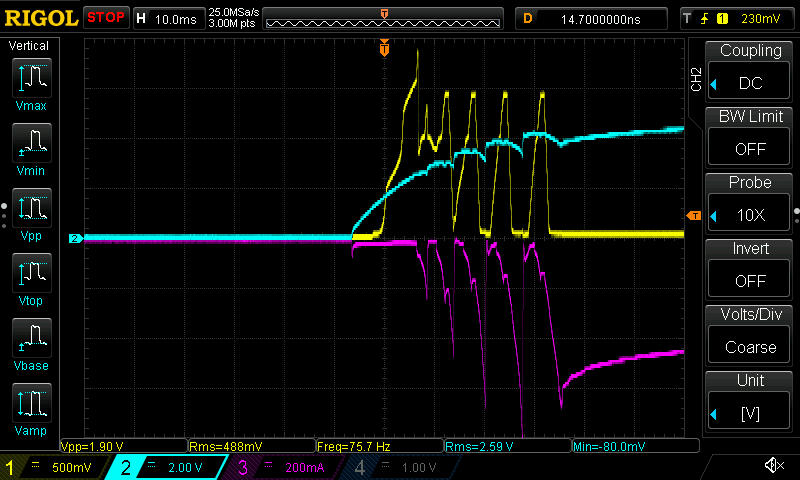 RIGOL STOP H 10.0ms 25.0MSa/s 3.00M pts T D 14.7000000ns T 1 230mV
Vertical
Vmax
Vmin
Vpp
Vtop
Vbase
Vamp
T
2
T
CH2
Coupling
DC
BW Limit
OFF
Probe
10X
Invert
OFF
Volts/Div
Coarse
Unit
[V]
Vpp=1.90 V Rms=488mV Freq=75.7 Hz Rms=2.59 V Min=-80.0mV
1 500mV 2 2.00 V 3 200mA 4 1.00 V